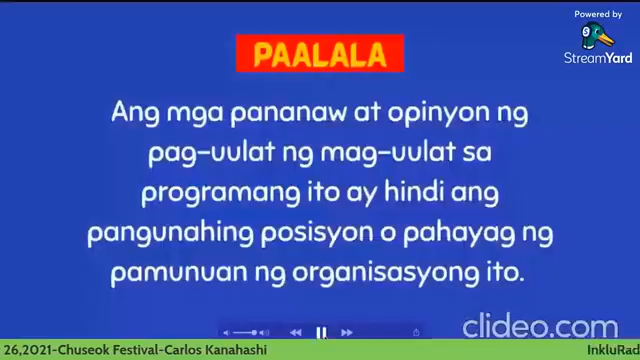 Powered by
StreamYard
PAALALA
Ang mga pananaw at opinyon ng
pag-uulat ng mag-uulat sa
programang ito ay hindi ang
pangunahing posisyon o pahayag ng
pamunuan ng organisasyong ito.
clideo.com
26,2021-Chuseok Festival-Carlos Kanahashi
InkluRad